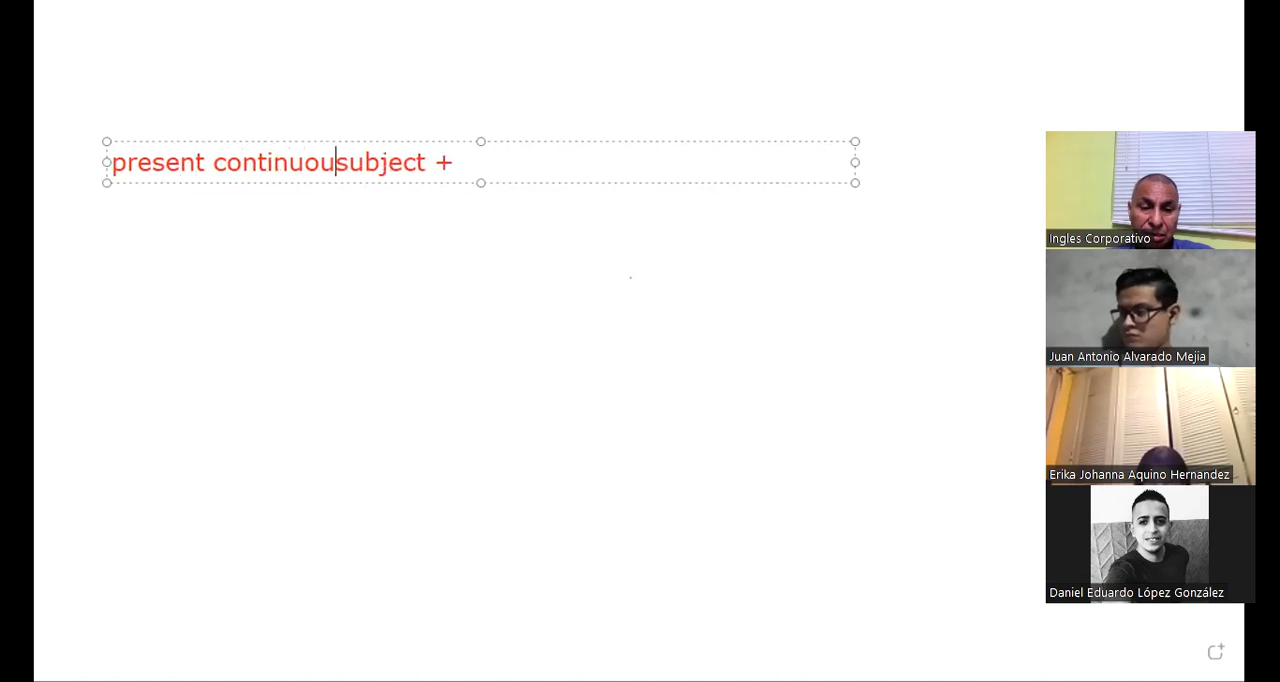 present continuousubject +
Ingles Corporativo
Juan Antonio Alvarado Mejia
Erika Johanna Aquino Hernandez
Daniel Eduardo López González